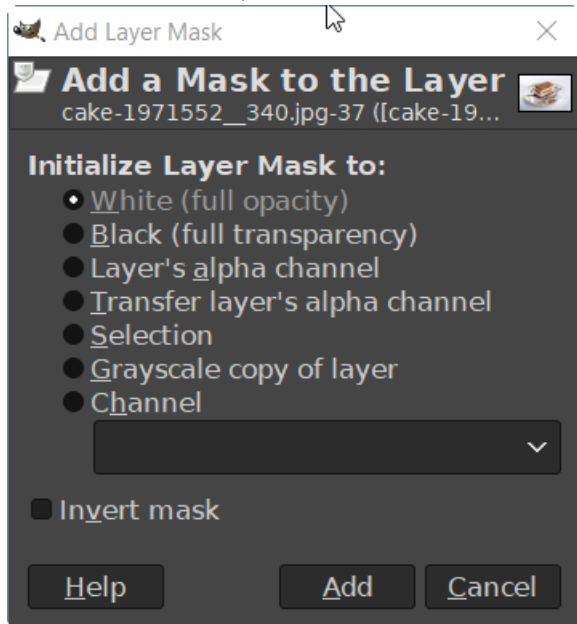 Add Layer Mask
Add a Mask to the Layer
cake-1971552__340.jpg-37 ([cake-19...
Initialize Layer Mask to:
White (full opacity)
Black (full transparency)
Layer's alpha channel
Transfer layer's alpha channel
Selection
Grayscale copy of layer
Channel
Invert mask
Help Add Cancel